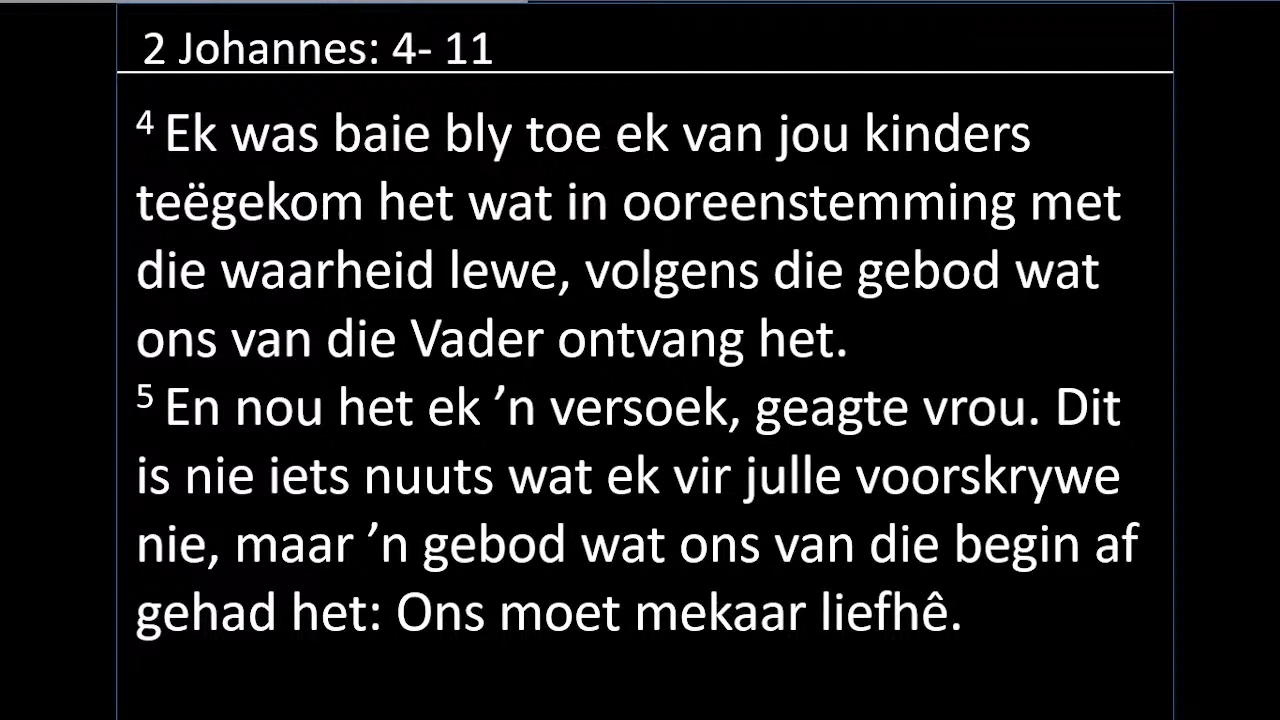 2 Johannes: 4- 11
4 Ek was baie bly toe ek van jou kinders
teëgekom het wat in ooreenstemming met
die waarheid lewe, volgens die gebod wat
ons van die Vader ontvang het.
5 En nou het ek ’n versoek, geagte vrou. Dit
is nie iets nuuts wat ek vir julle voorskrywe
nie, maar ’n gebod wat ons van die begin af
gehad het: Ons moet mekaar liefhê.